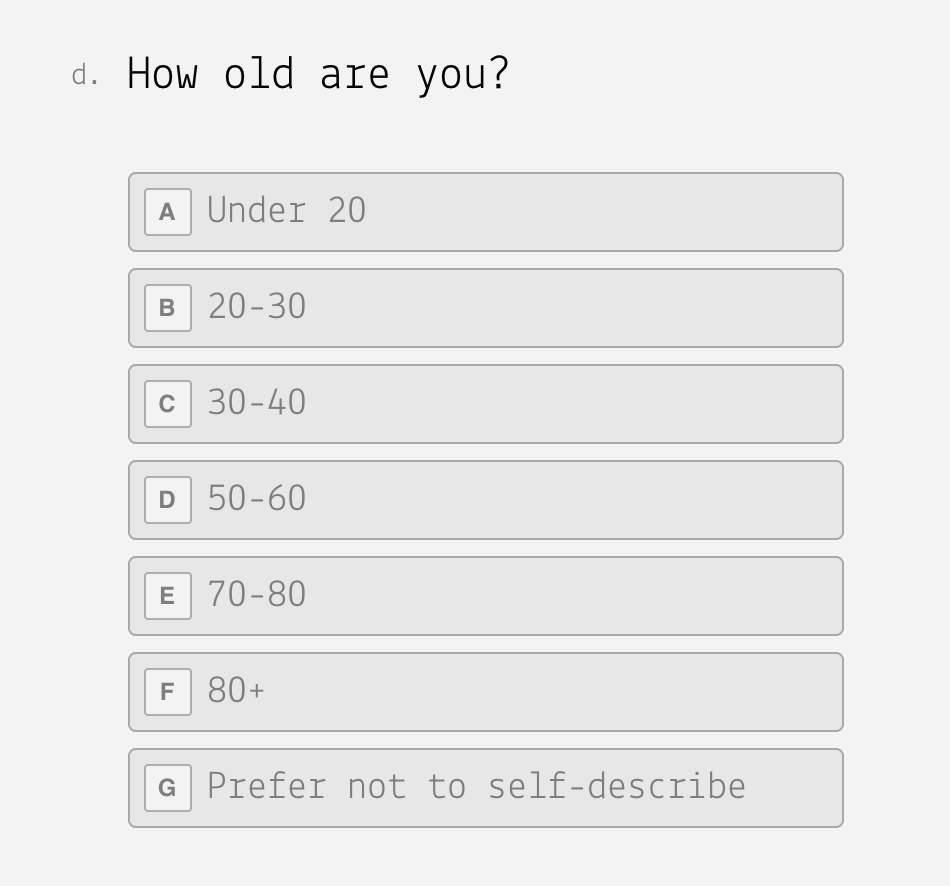 d. How old are you?
A Under 20
B 20-30
C 30-40
D 50-60
E 70-80
F 80+
G Prefer not to self-describe